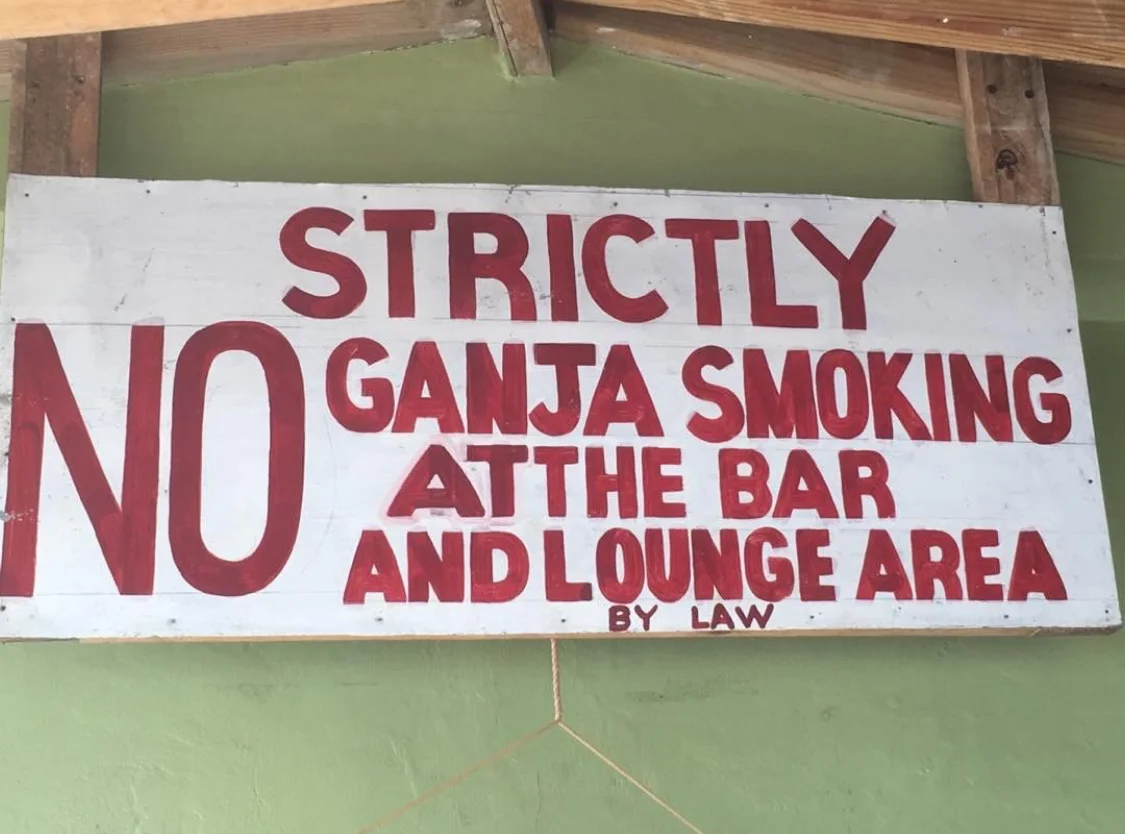 STRICTLY
NO GANJA SMOKING
AT THE BAR
AND LOUNGE AREA
BY LAW